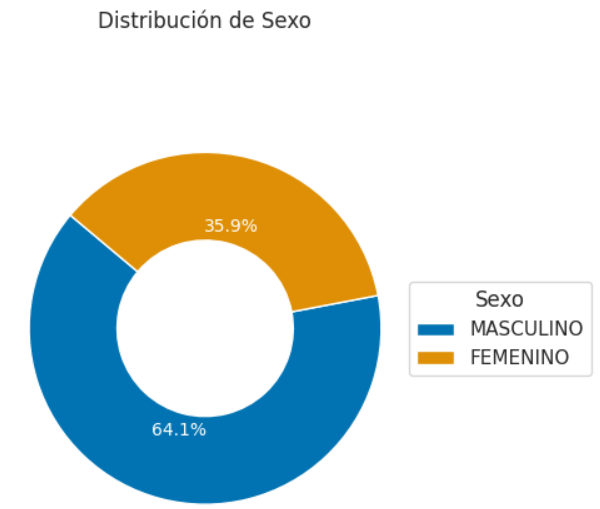 Distribución de Sexo
35.9%
64.1%
Sexo
MASCULINO
FEMENINO